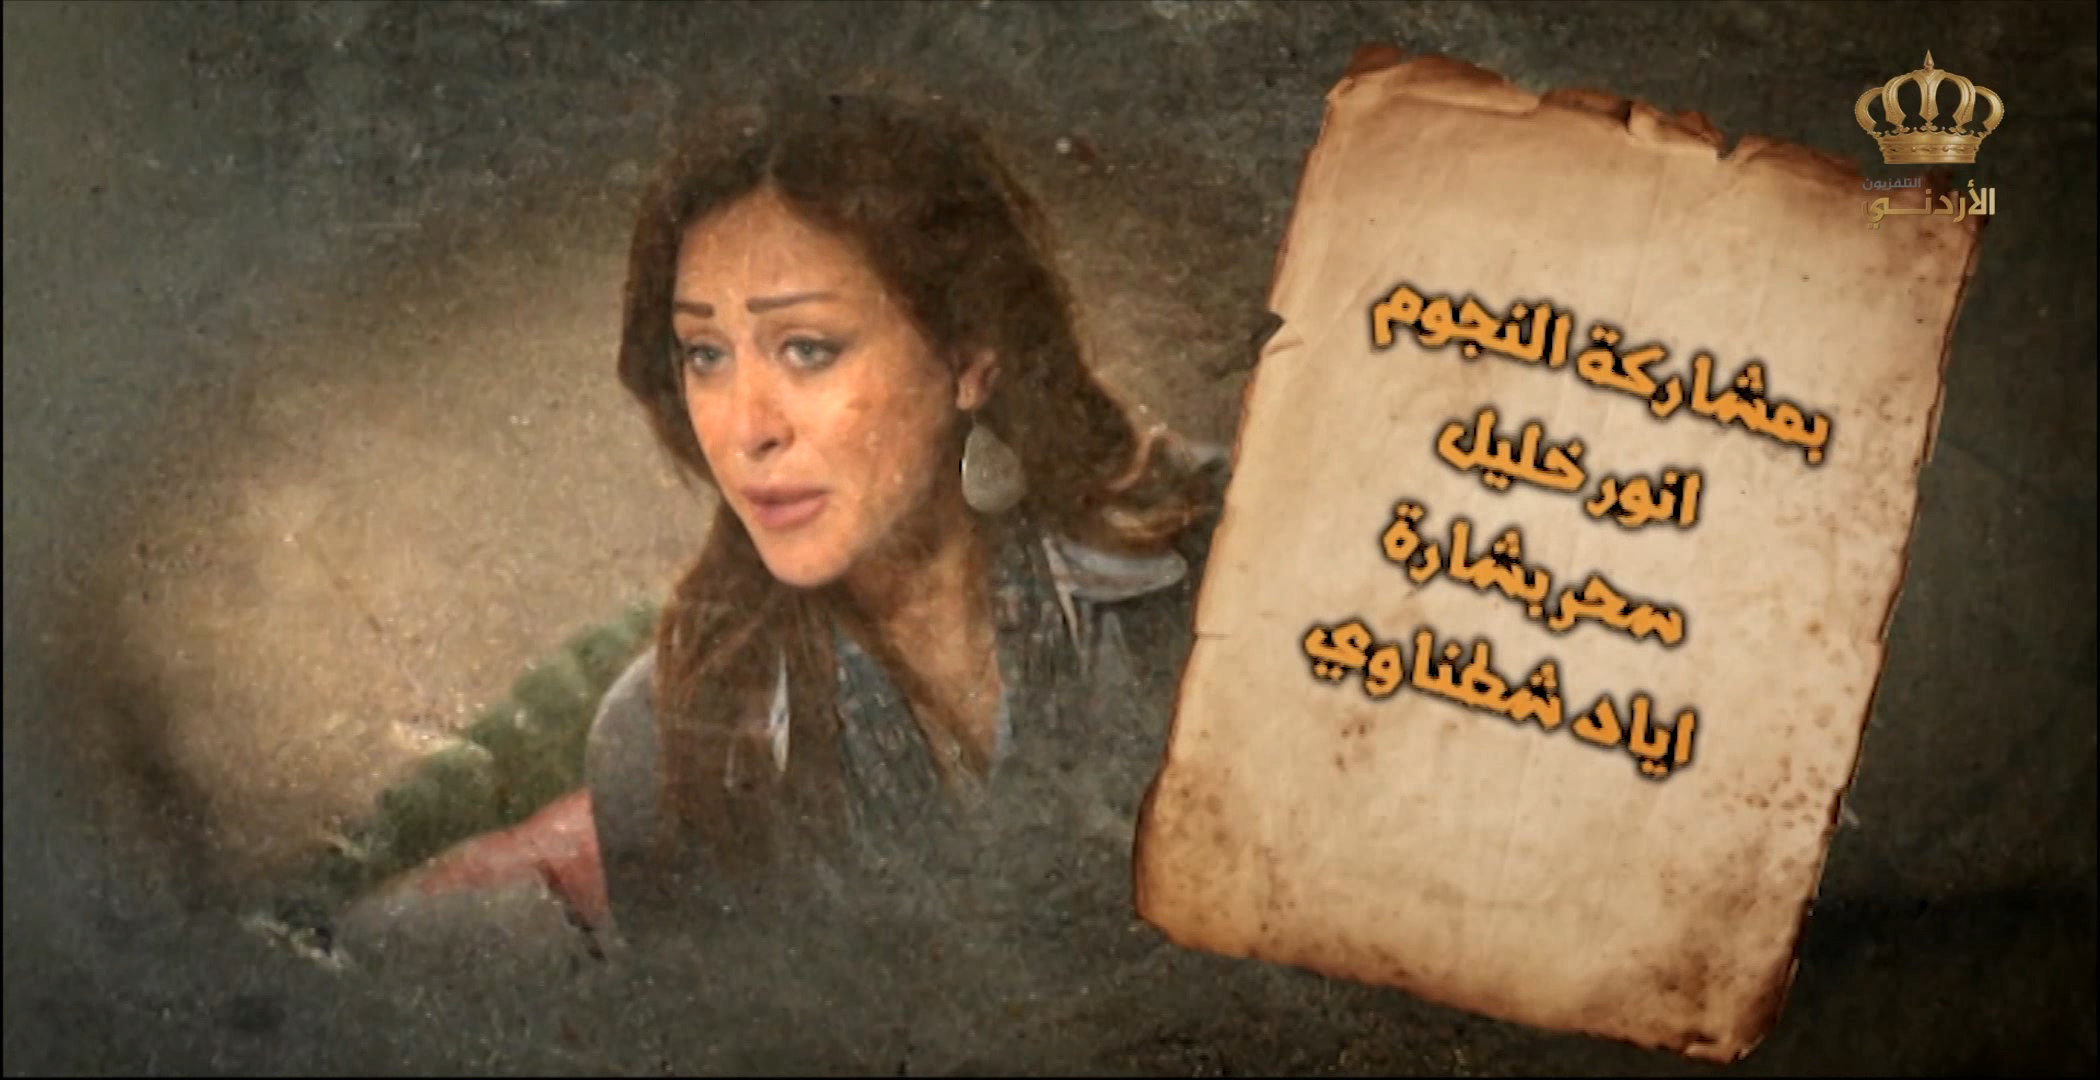 التلفزيون
الأردني
بمشاركة النجوم
انور خليل
سحر بشارة
اياد شطناوي